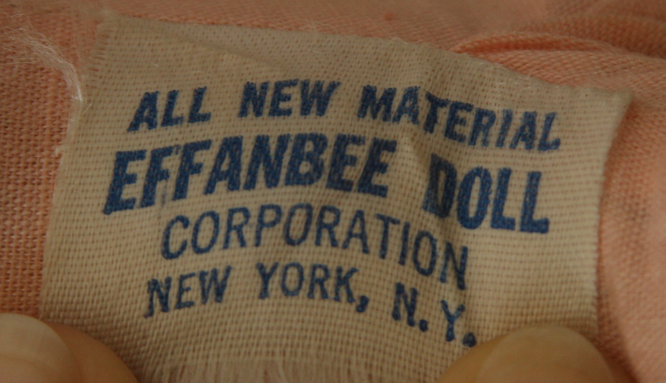 ALL NEW MATERIAL
EFFANBEE DOLL
CORPORATION
NEW YORK, N.Y.